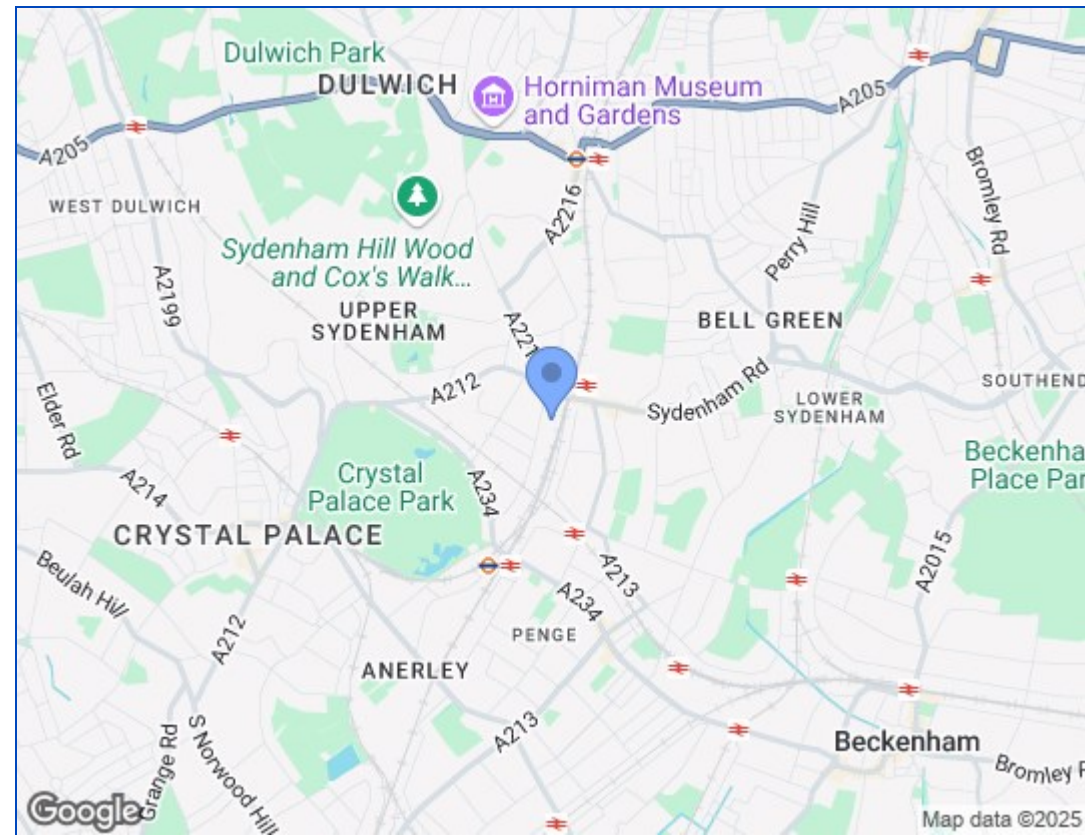 Dulwich Park
DULWICH
Horniman Museum
and Gardens
A205
A205
WEST DULWICH
A2216
Bromley Rd
Perry Hill
Sydenham Hill Wood
and Cox's Walk...
A2199
UPPER
SYDENHAM
A221
BELL GREEN
A212
Elder Rd
Sydenham Rd
SOUTHEND
LOWER
SYDENHAM
Beckenha
Place Par
Crystal
Palace Park
A234
A214
CRYSTAL PALACE
A2015
Beulah Hill
A213
A234
A212
PENGE
ANERLEY
A213
S Norwood Hill
Grange Rd
Beckenham
Bromley R
Google
Map data ©2025